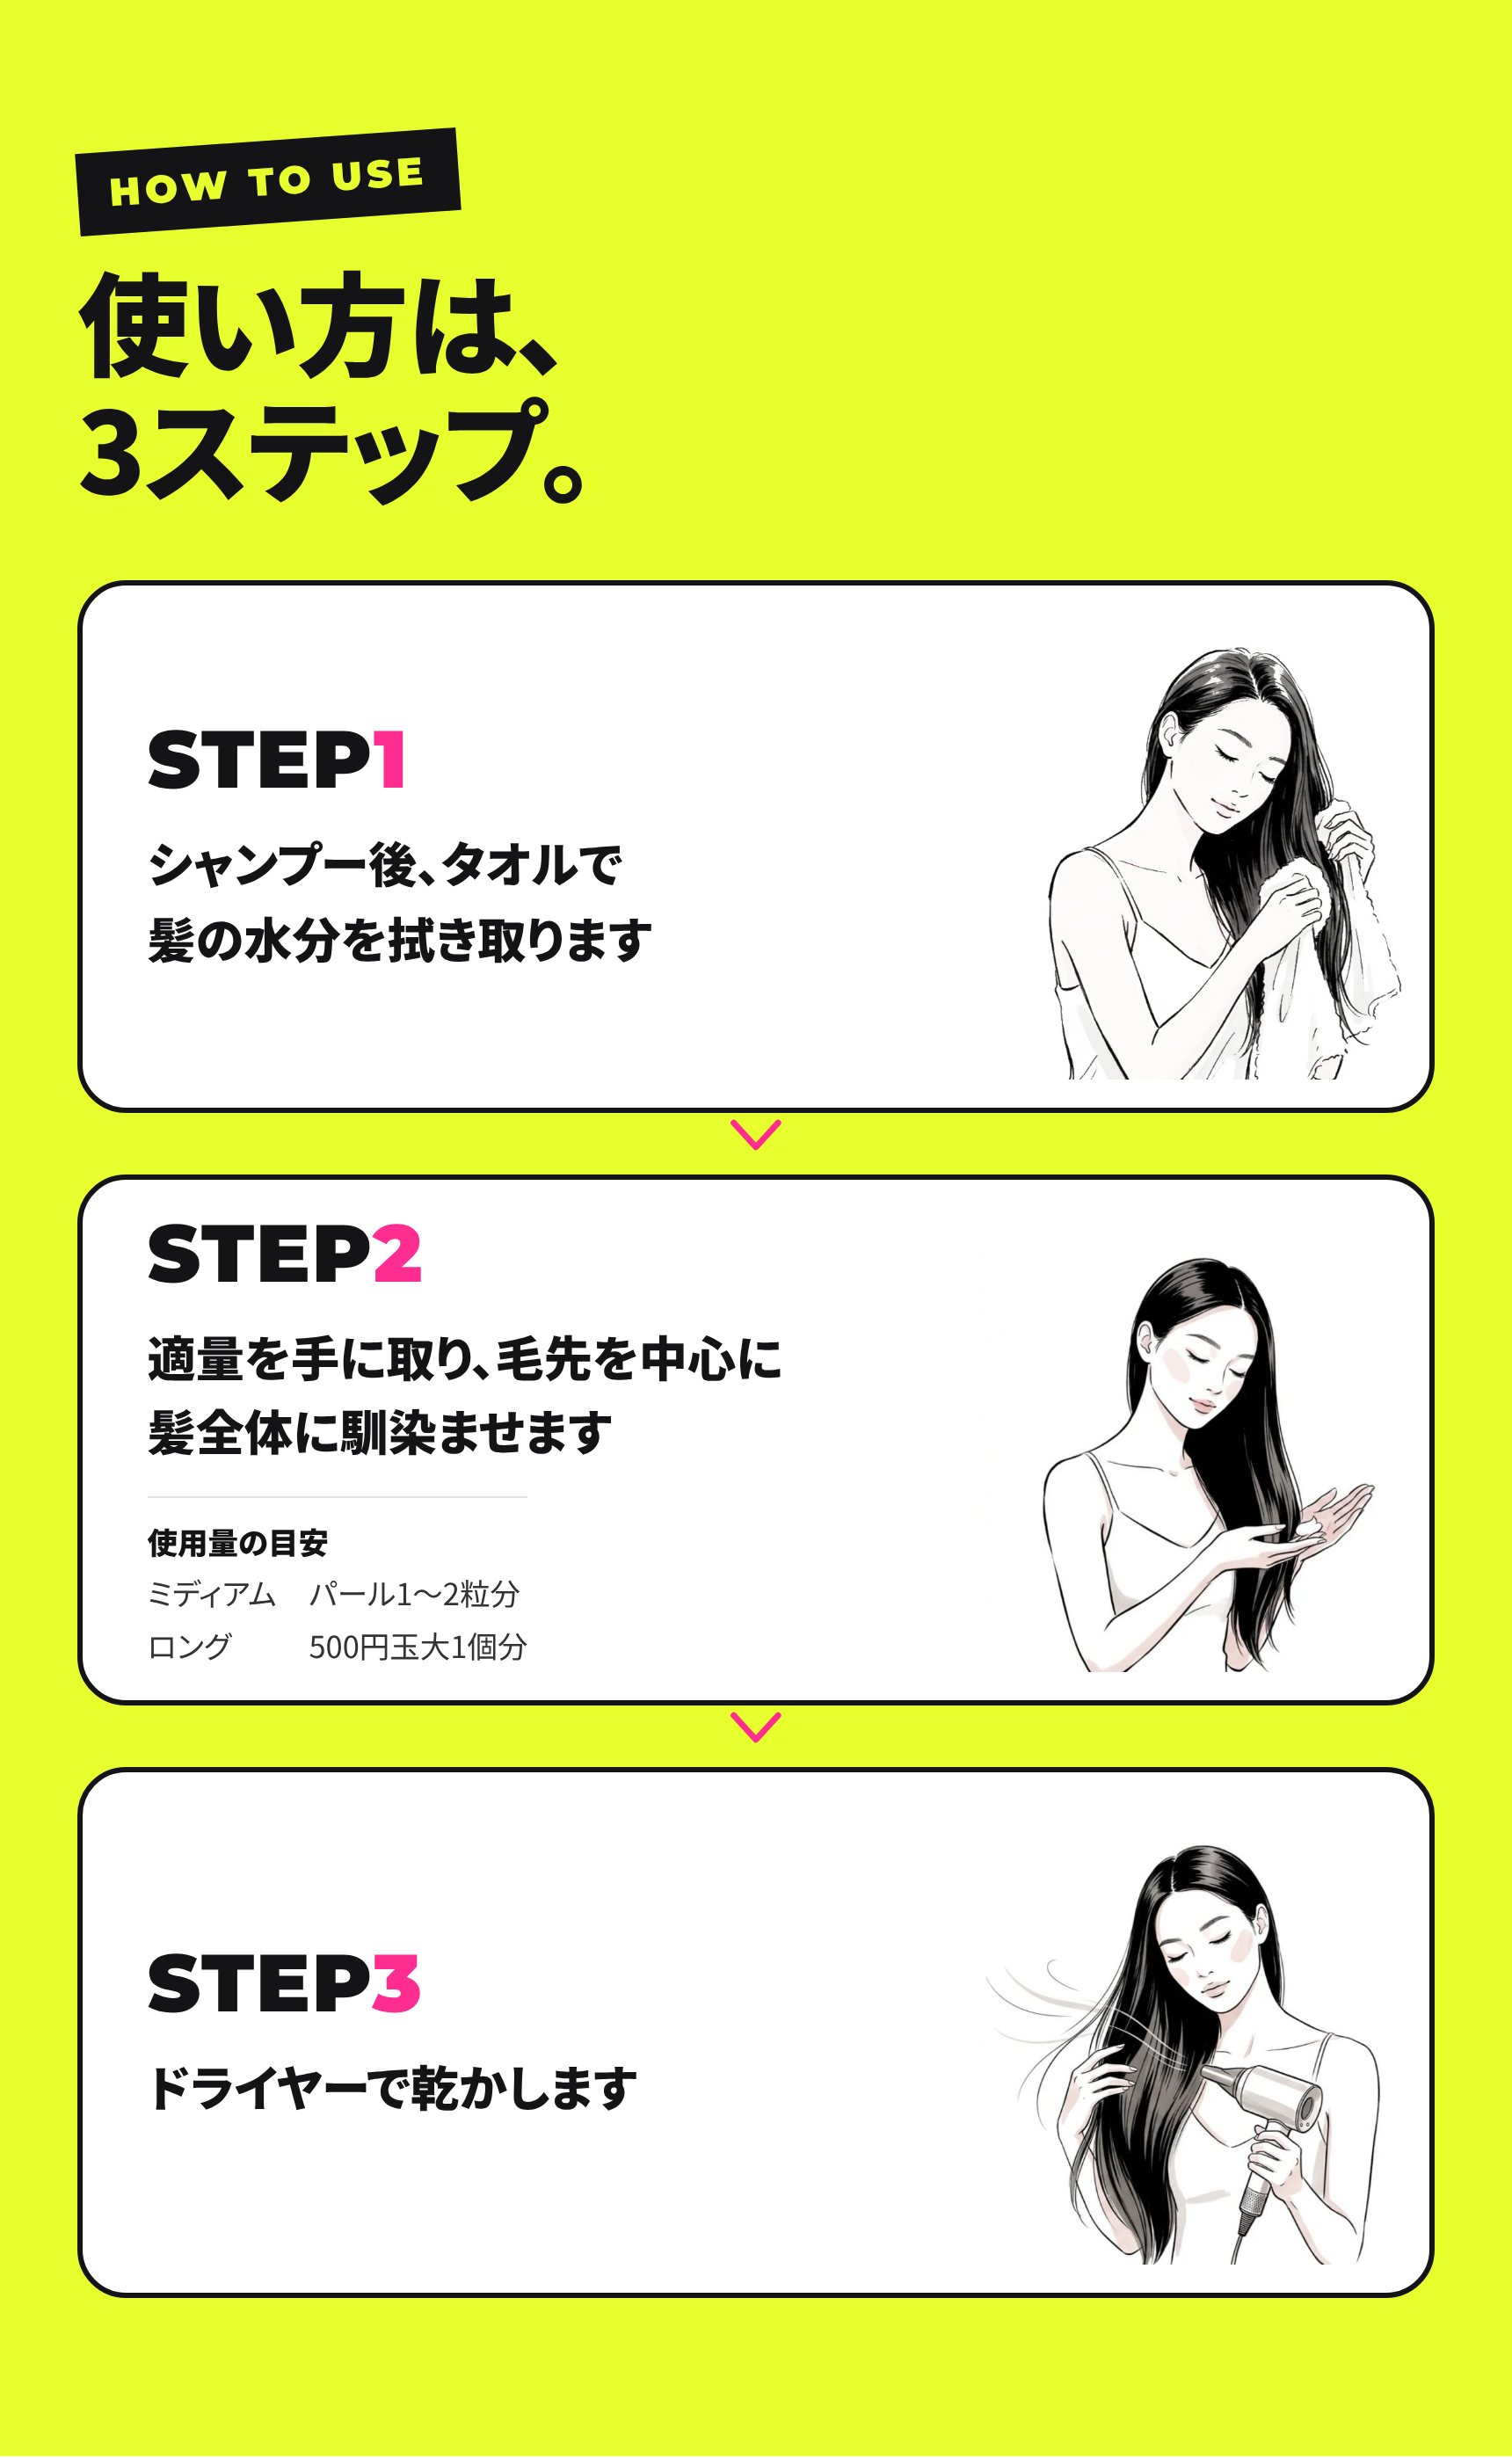 HOW TO USE
使い方は、
3ステップ。
STEP1
シャンプー後、タオルで
髪の水分を拭き取ります
STEP2
適量を手に取り、毛先を中心に
髪全体に馴染ませます
使用量の目安
ミディアム パール1〜2粒分
ロング 500円玉大1個分
STEP3
ドライヤーで乾かします